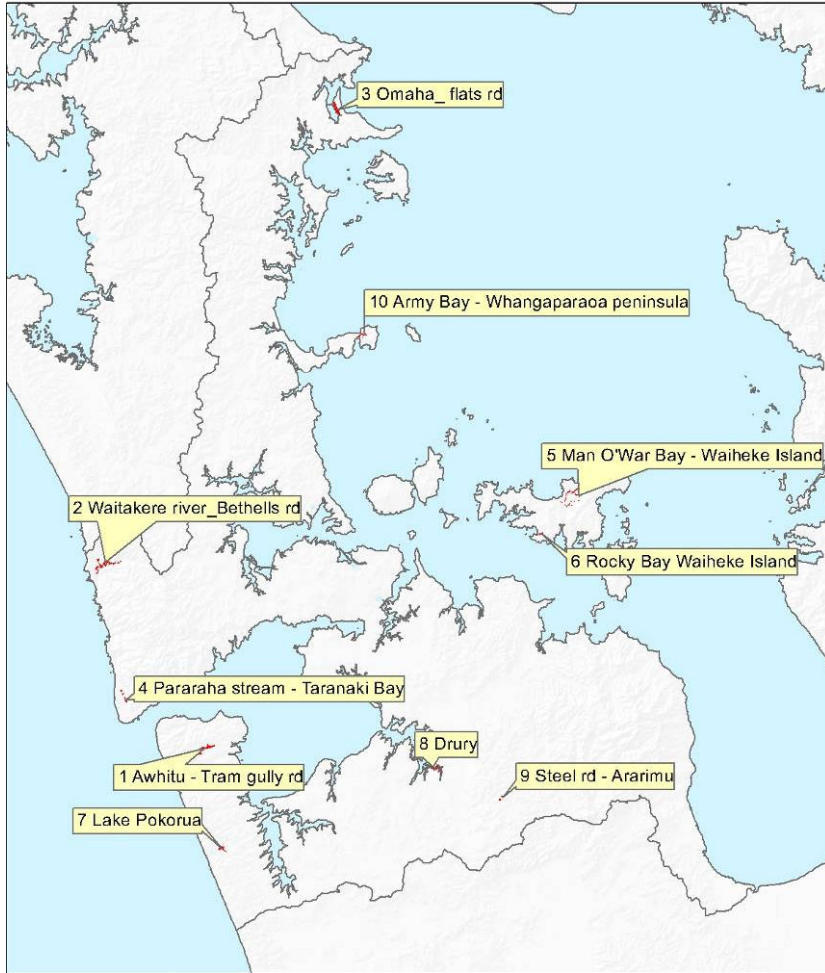 3 Omaha_ flats rd
10 Army Bay - Whangaparaoa peninsula
5 Man O'War Bay - Waiheke Island
2 Waitakere river_Bethells rd
6 Rocky Bay Waiheke Island
4 Pararaha stream - Taranaki Bay
8 Drury
1 Awhitu - Tram gully rd
9 Steel rd - Ararimu
7 Lake Pokorua